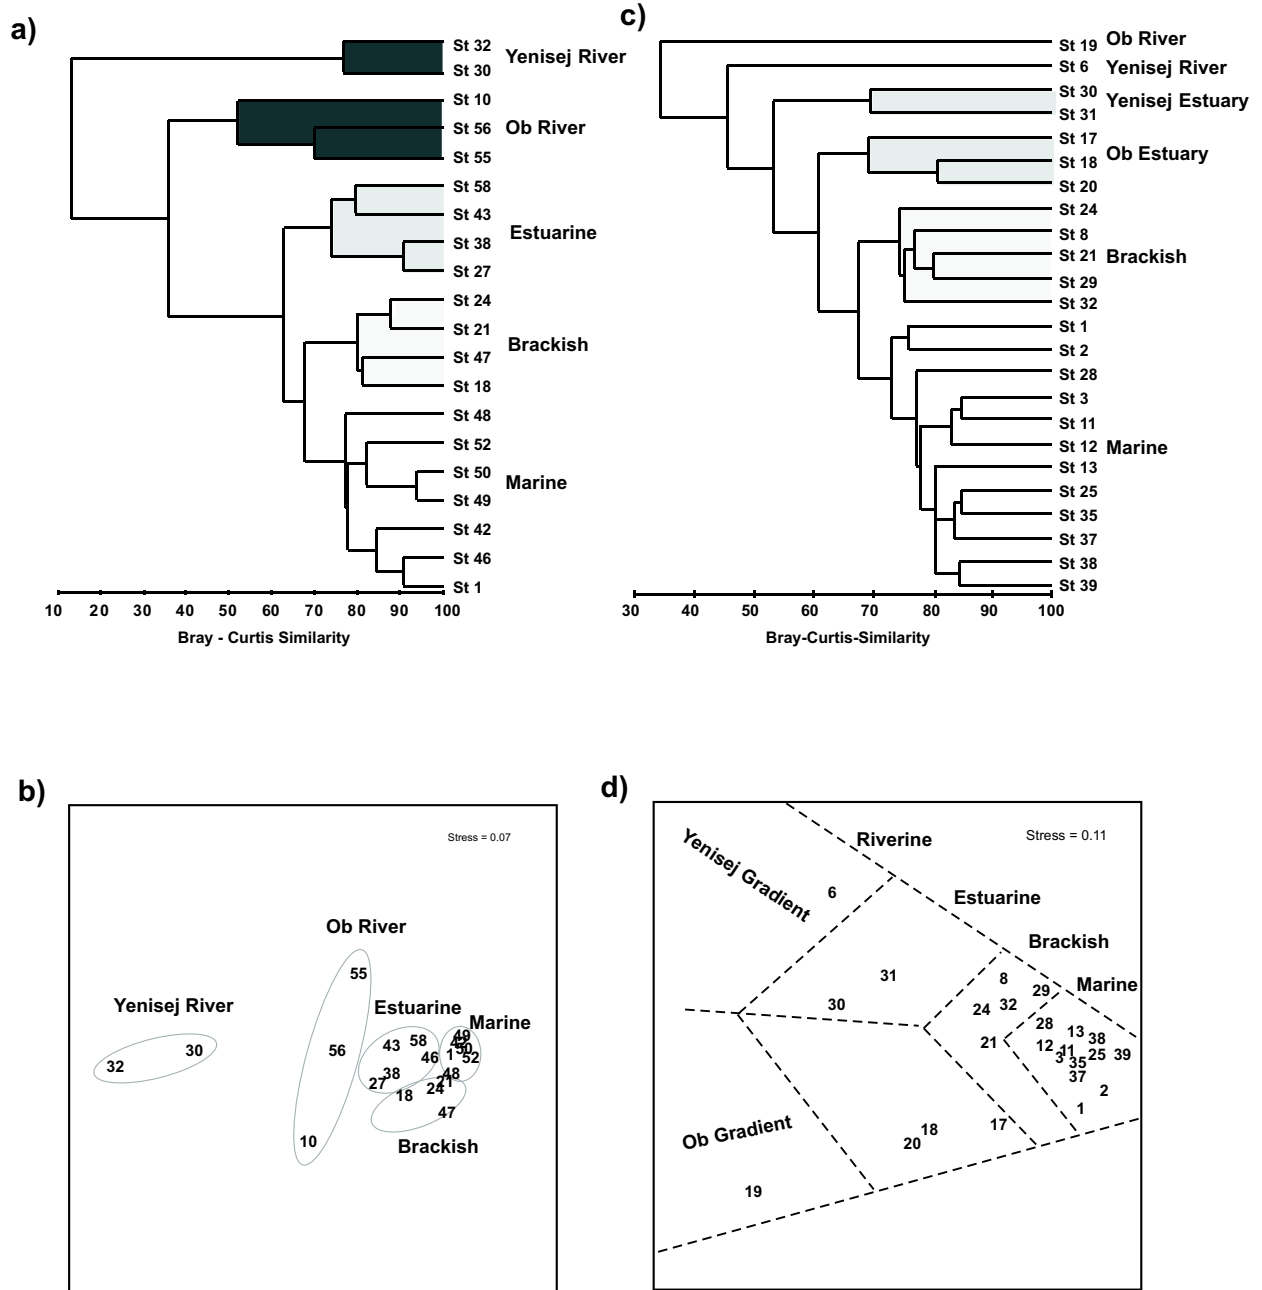 a)
St 32
Yenisej River
St 30
St 10
St 56
Ob River
St 55
St 58
St 43
Estuarine
St 38
St 27
St 24
St 21
Brackish
St 47
St 18
St 48
St 52
St 50
Marine
St 49
St 42
St 46
St 1
10 20 30 40 50 60 70 80 90 100
Bray - Curtis Similarity
c)
St 19 Ob River
St 6 Yenisej River
St 30
Yenisej Estuary
St 31
St 17
Ob Estuary
St 18
St 20
St 24
St 8
St 21 Brackish
St 29
St 32
St 1
St 2
St 28
St 3
St 11
St 12 Marine
St 13
St 25
St 35
St 37
St 38
St 39
30 40 50 60 70 80 90 100
Bray-Curtis-Similarity
b)
Stress = 0.07
Ob River
55
Yenisej River
Estuarine
Marine
49
58
43
42
50
56
30
46
1
52
32
38
48
27
21
24
18
47
10
Brackish
d)
Stress = 0.11
Riverine
Yenisej Gradient
6
Estuarine
Brackish
31
8
Marine
29
30
24
32
28
13
38
21
12
11
3
25
39
35
37
2
1
Ob Gradient
18
17
20
19